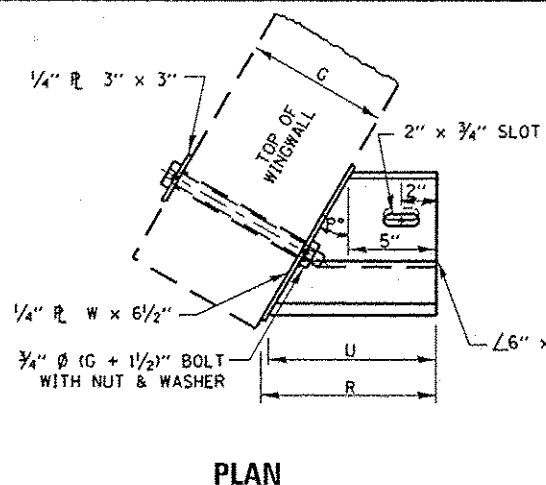 1/4" ℞ 3" × 3"
G
TOP OF
WINGWALL
2" × 3/4" SLOT
2"
5"
1/4" ℞ W × 6 1/2"
3/4" Ø (G + 1 1/2)" BOLT
WITH NUT & WASHER
U
R
∠6" ×
PLAN